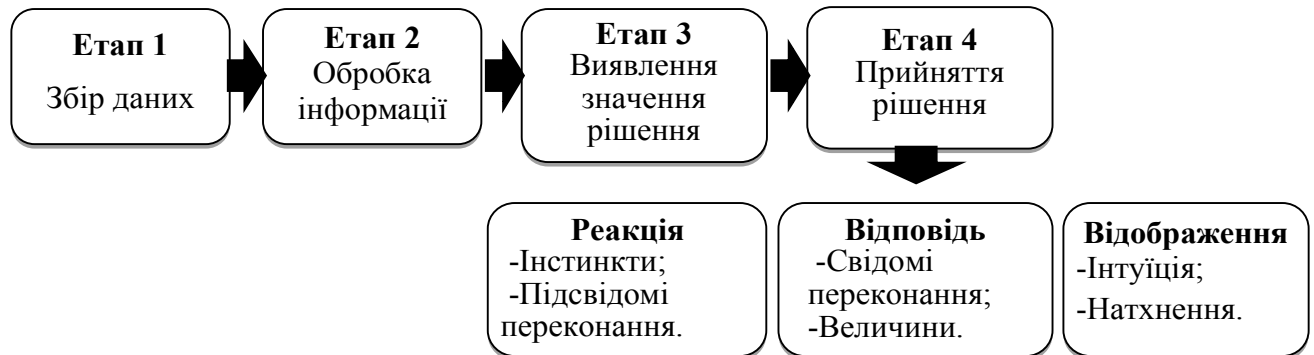 Етап 1
Збір даних
Етап 2
Обробка
інформації
Етап 3
Виявлення
значення
рішення
Етап 4
Прийняття
рішення
Реакція
-Інстинкти;
-Підсвідомі
переконання.
Відповідь
-Свідомі
переконання;
-Величини.
Відображення
-Інтуїція;
-Натхнення.